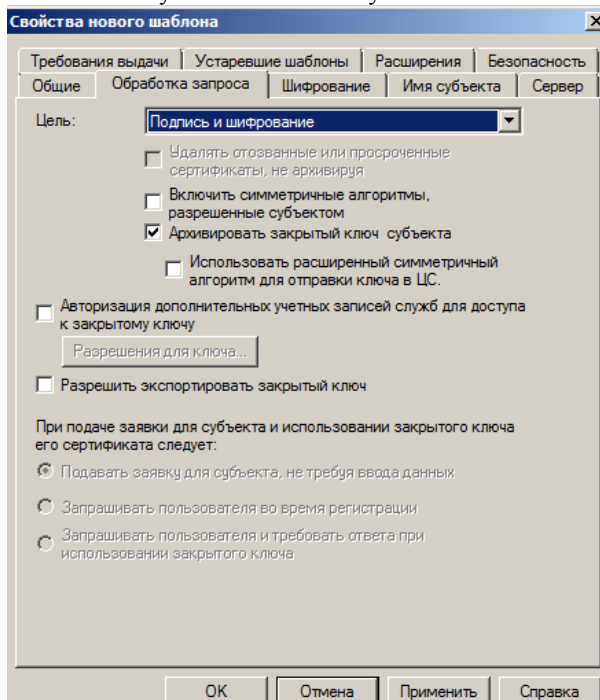 Свойства нового шаблона
Требования выдачи Устаревшие шаблоны Расширения Безопасность
Общие Обработка запроса Шифрование Имя субъекта Сервер
Цель: Подпись и шифрование
Удалять отозванные или просроченные
сертификаты, не архивируя
Включить симметричные алгоритмы,
разрешенные субъектом
Архивировать закрытый ключ субъекта
Использовать расширенный симметричный
алгоритм для отправки ключа в ЦС.
Авторизация дополнительных учетных записей служб для доступа
к закрытому ключу
Разрешения для ключа...
Разрешить экспортировать закрытый ключ
При подаче заявки для субъекта и использовании закрытого ключа
его сертификата следует:
Подавать заявку для субъекта, не требуя ввода данных
Запрашивать пользователя во время регистрации
Запрашивать пользователя и требовать ответа при
использовании закрытого ключа
ОК Отмена Применить Справка